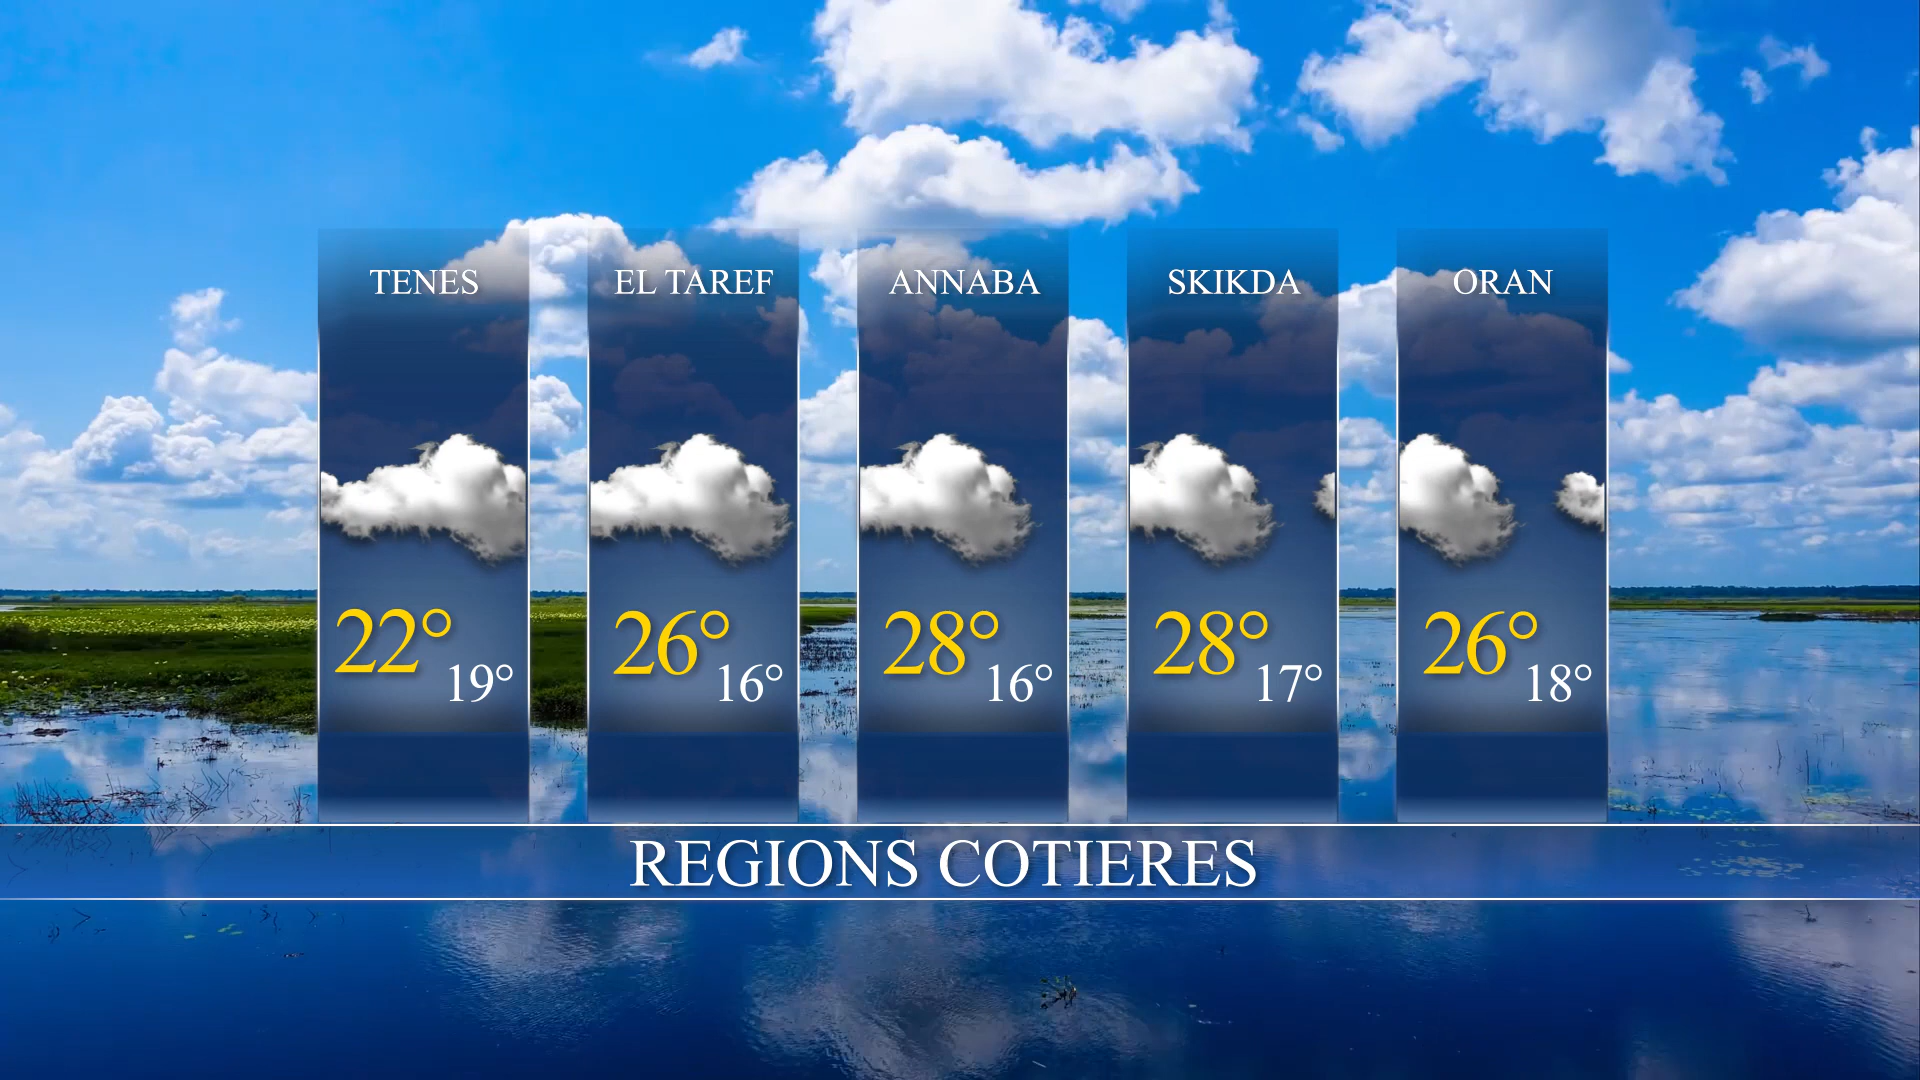 TENES
22°
19°
EL TAREF
26°
16°
ANNABA
28°
16°
SKIKDA
28°
17°
ORAN
26°
18°
REGIONS COTIERES